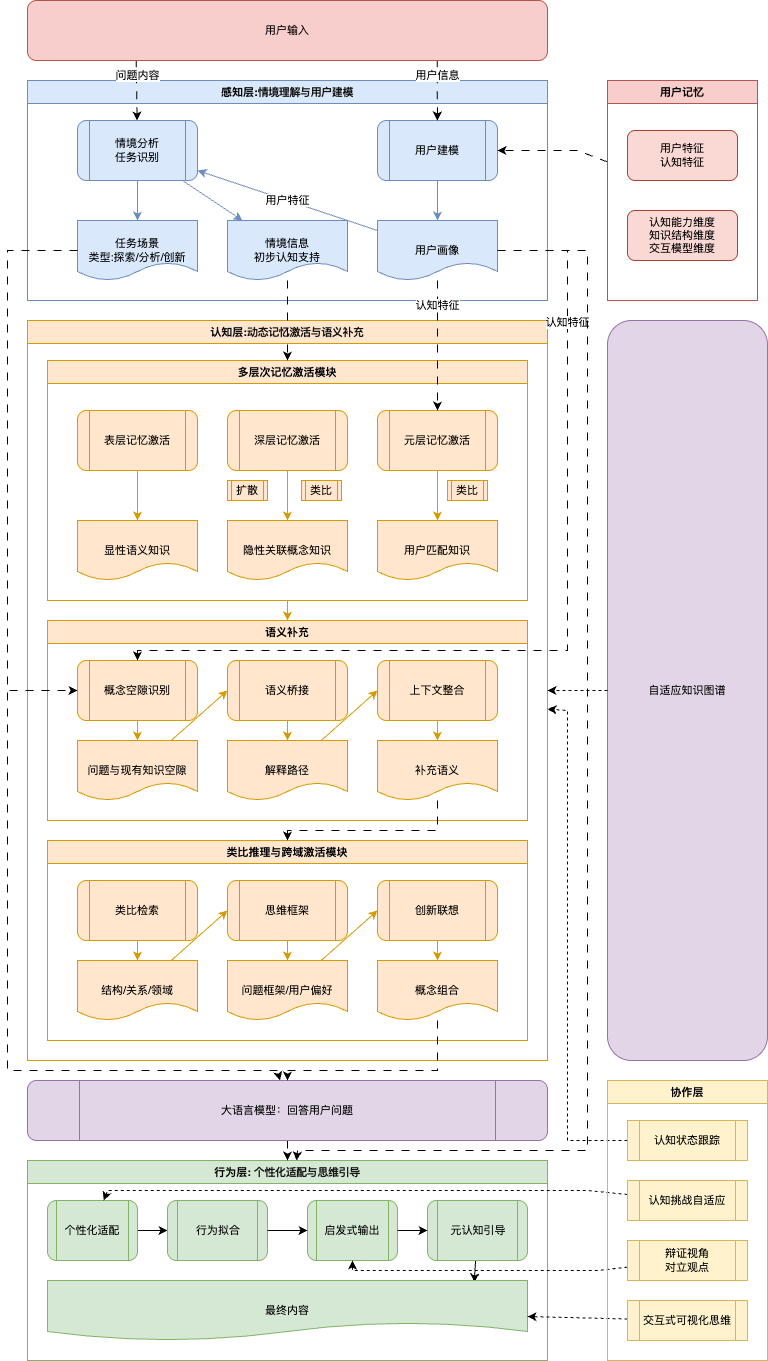 用户输入
问题内容
用户信息
感知层:情境理解与用户建模
用户记忆
情境分析
任务识别
用户建模
用户特征
认知特征
用户特征
任务场景
类型:探索/分析/创新
情境信息
初步认知支持
用户画像
认知能力维度
知识结构维度
交互模型维度
认知特征
认知特征
认知层:动态记忆激活与语义补充
多层次记忆激活模块
表层记忆激活
深层记忆激活
元层记忆激活
扩散
类比
类比
显性语义知识
隐性关联概念知识
用户匹配知识
语义补充
概念空隙识别
语义桥接
上下文整合
自适应知识图谱
问题与现有知识空隙
解释路径
补充语义
类比推理与跨域激活模块
类比检索
思维框架
创新联想
结构/关系/领域
问题框架/用户偏好
概念组合
大语言模型：回答用户问题
协作层
认知状态跟踪
认知挑战自适应
辩证视角
对立观点
交互式可视化思维
行为层: 个性化适配与思维引导
个性化适配
行为拟合
启发式输出
元认知引导
最终内容